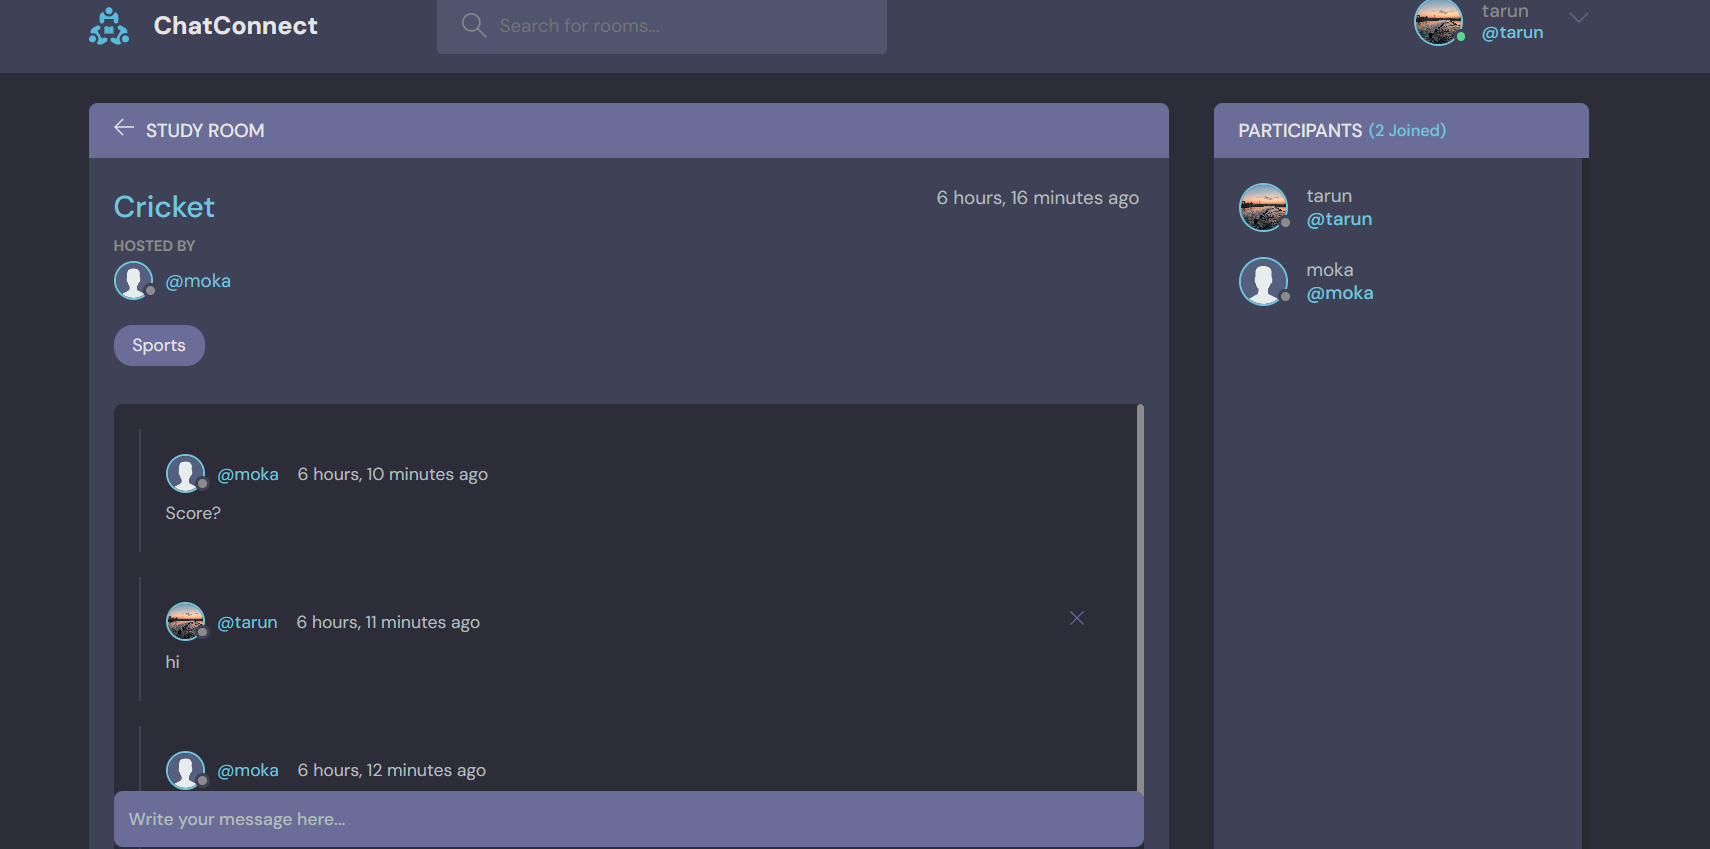 ChatConnect
Search for rooms...
tarun
@tarun
STUDY ROOM
Cricket
6 hours, 16 minutes ago
HOSTED BY
@moka
Sports
@moka 6 hours, 10 minutes ago
Score?
@tarun 6 hours, 11 minutes ago
hi
@moka 6 hours, 12 minutes ago
Write your message here...
PARTICIPANTS (2 Joined)
tarun
@tarun
moka
@moka